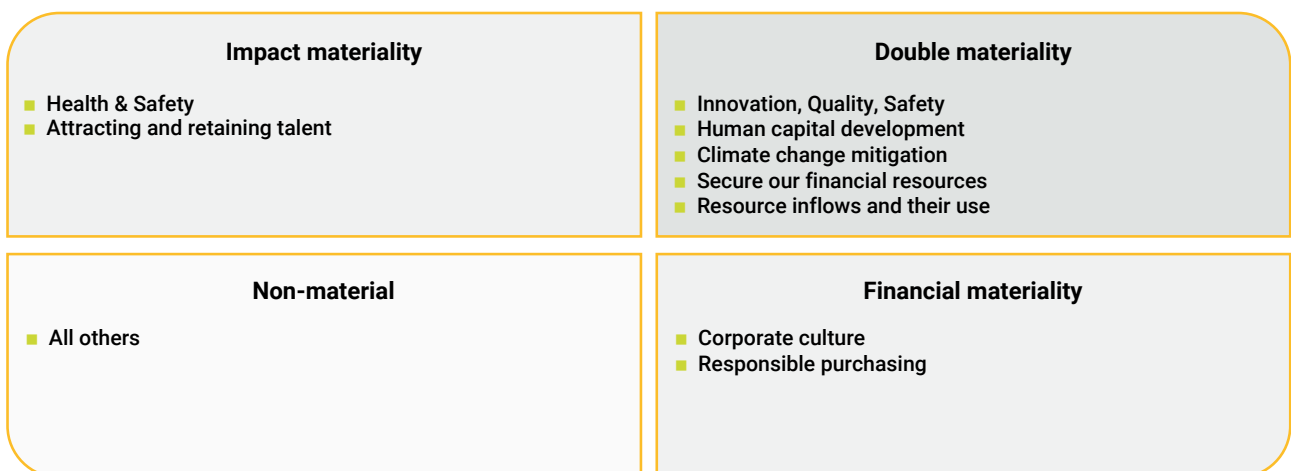 Impact materiality
Health & Safety
Attracting and retaining talent
Double materiality
Innovation, Quality, Safety
Human capital development
Climate change mitigation
Secure our financial resources
Resource inflows and their use
Non-material
All others
Financial materiality
Corporate culture
Responsible purchasing